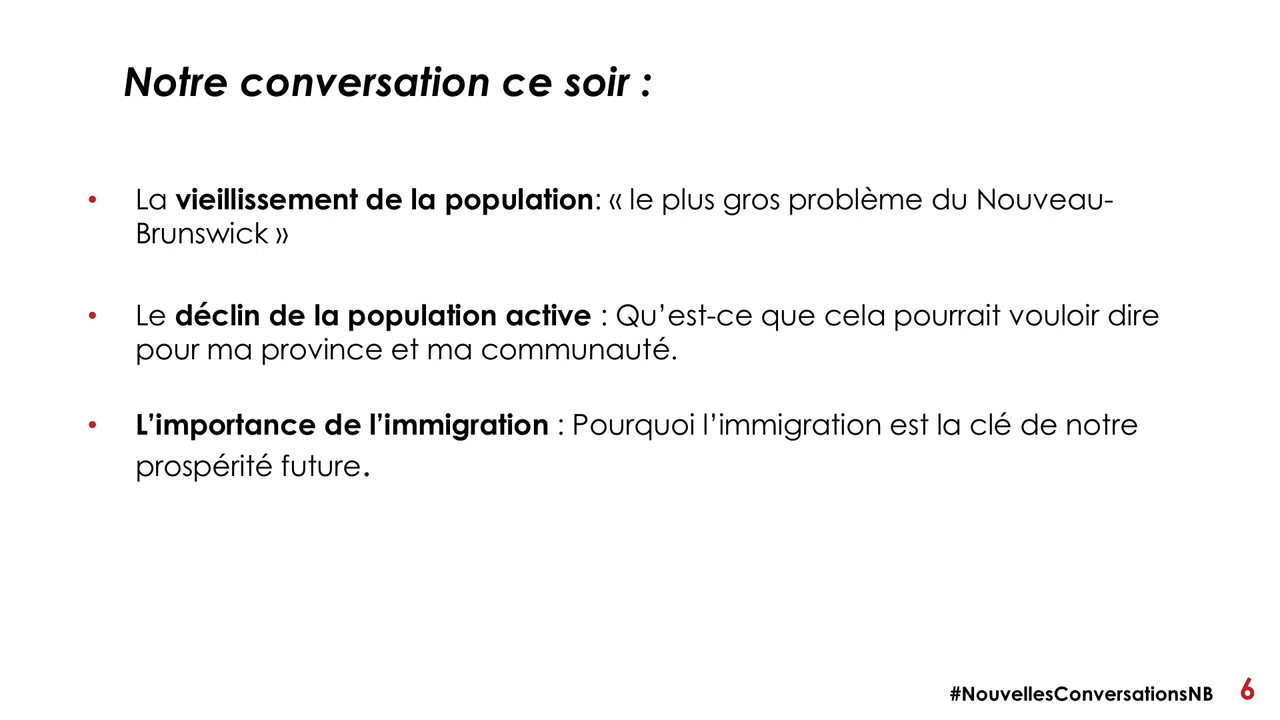 Notre conversation ce soir :
• La vieillissement de la population: « le plus gros problème du Nouveau-
Brunswick »
• Le déclin de la population active : Qu’est-ce que cela pourrait vouloir dire
pour ma province et ma communauté.
• L’importance de l’immigration : Pourquoi l’immigration est la clé de notre
prospérité future.
#NouvellesConversationsNB 6